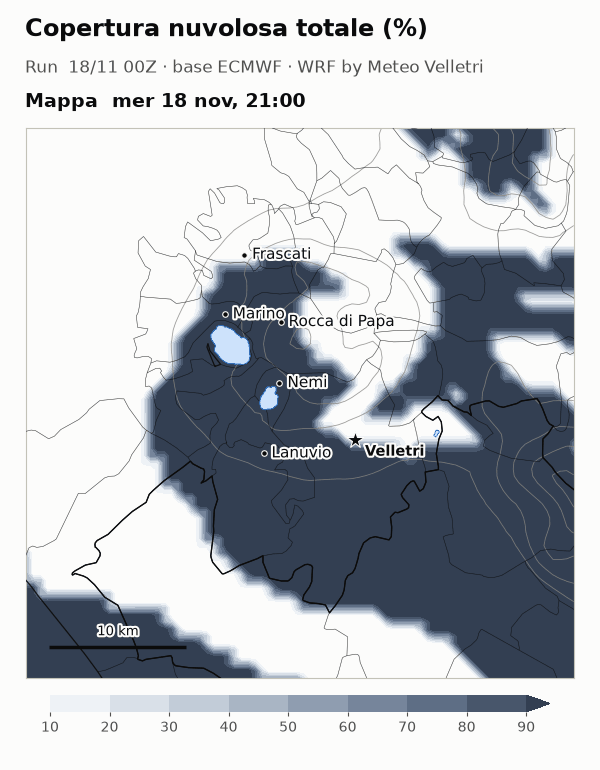 Copertura nuvolosa totale (%)
Run  18/11 00Z · base ECMWF · WRF by Meteo Velletri
Mappa  mer 18 nov, 21:00
Frascati
Marino
Rocca di Papa
Nemi
Velletri
Lanuvio
10 km
10 20 30 40 50 60 70 80 90